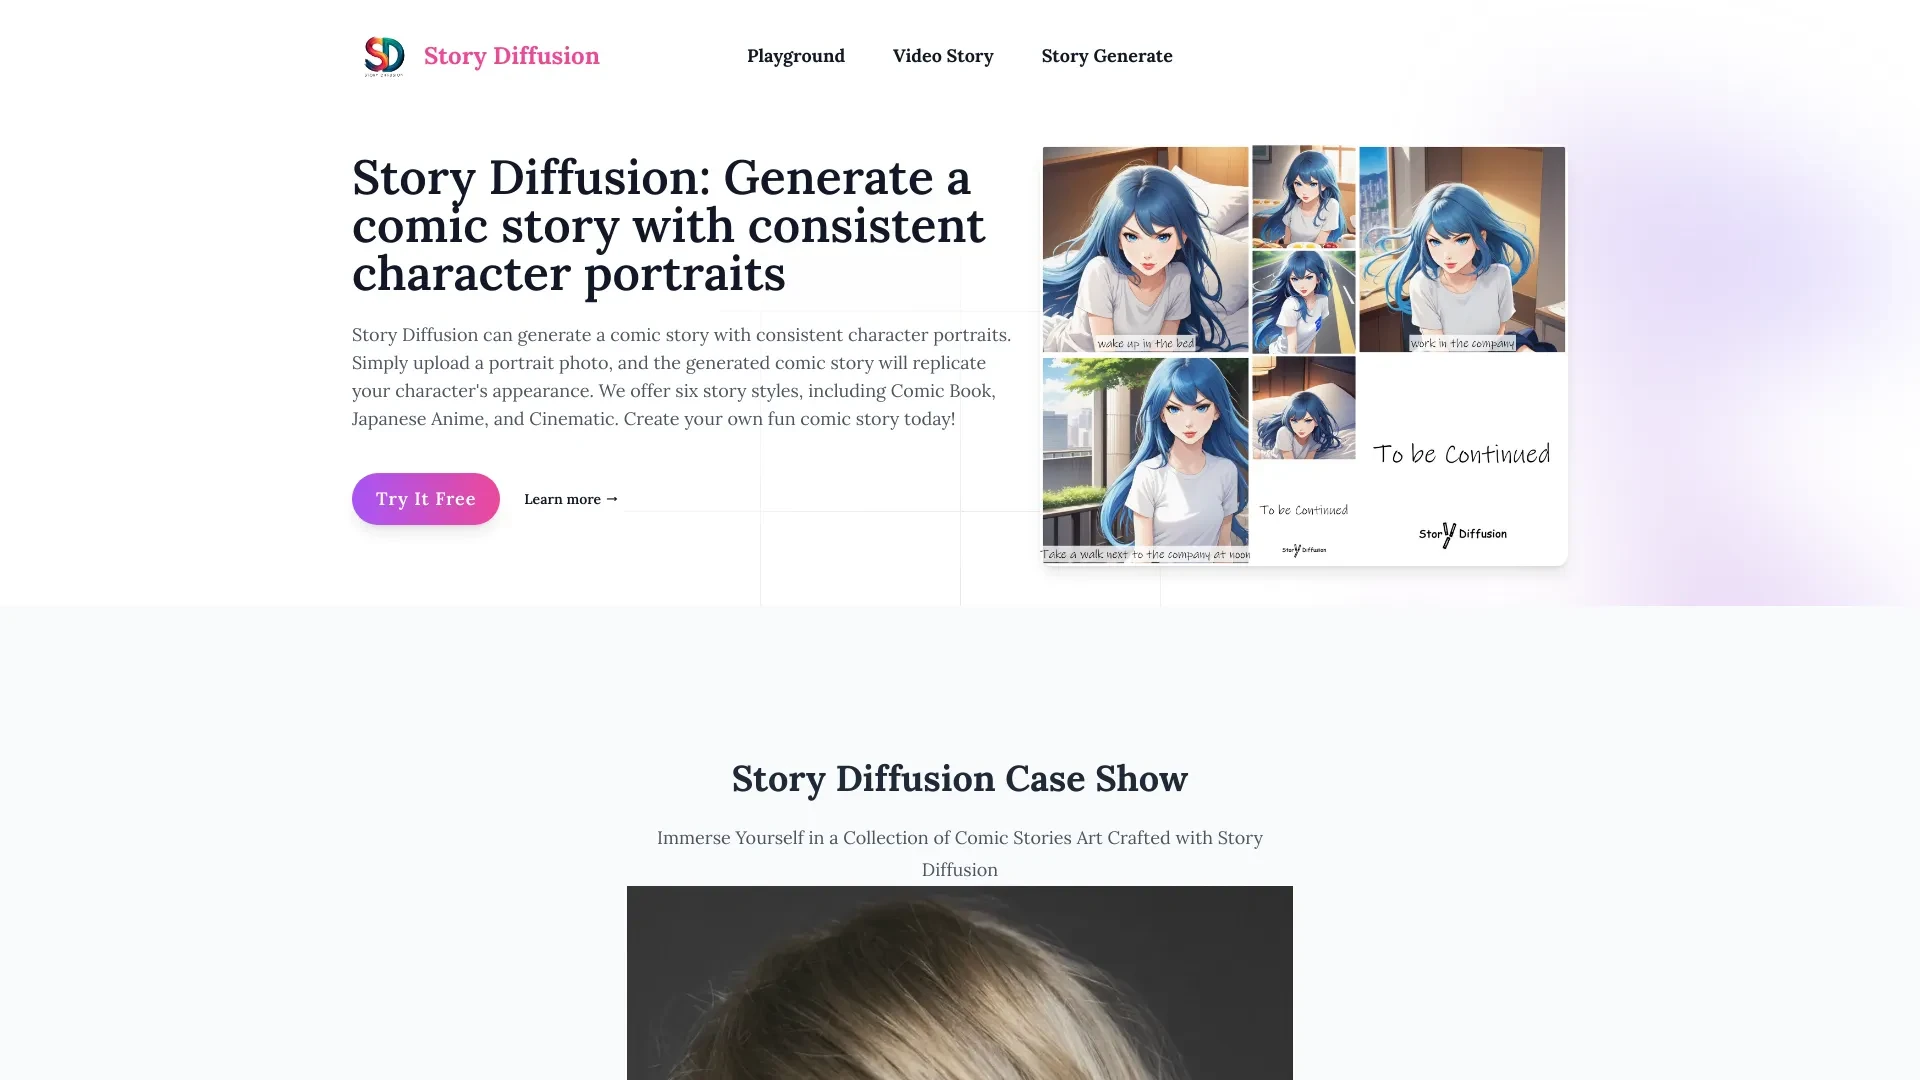 SD
STORY DIFFUSION
Story Diffusion
Playground
Video Story
Story Generate
Story Diffusion: Generate a
comic story with consistent
character portraits
Story Diffusion can generate a comic story with consistent character portraits.
Simply upload a portrait photo, and the generated comic story will replicate
your character's appearance. We offer six story styles, including Comic Book,
Japanese Anime, and Cinematic. Create your own fun comic story today!
Try It Free
Learn more →
wake up in the bed
work in the company
Take a walk next to the company at noon
To be Continued
Story Diffusion
To be Continued
Story Diffusion
Story Diffusion Case Show
Immerse Yourself in a Collection of Comic Stories Art Crafted with Story
Diffusion